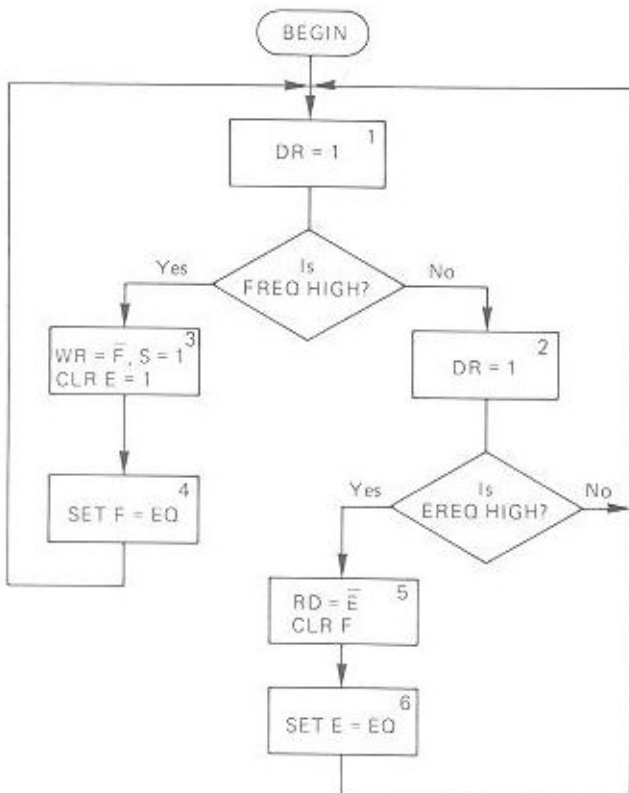 BEGIN
1
DR = 1
Is
FREQ HIGH?
Yes
No
3
WR = F̅, S = 1
CLR E = 1
2
DR = 1
4
SET F = EQ
Is
EREQ HIGH?
Yes
No
5
RD = E̅
CLR F
6
SET E = EQ